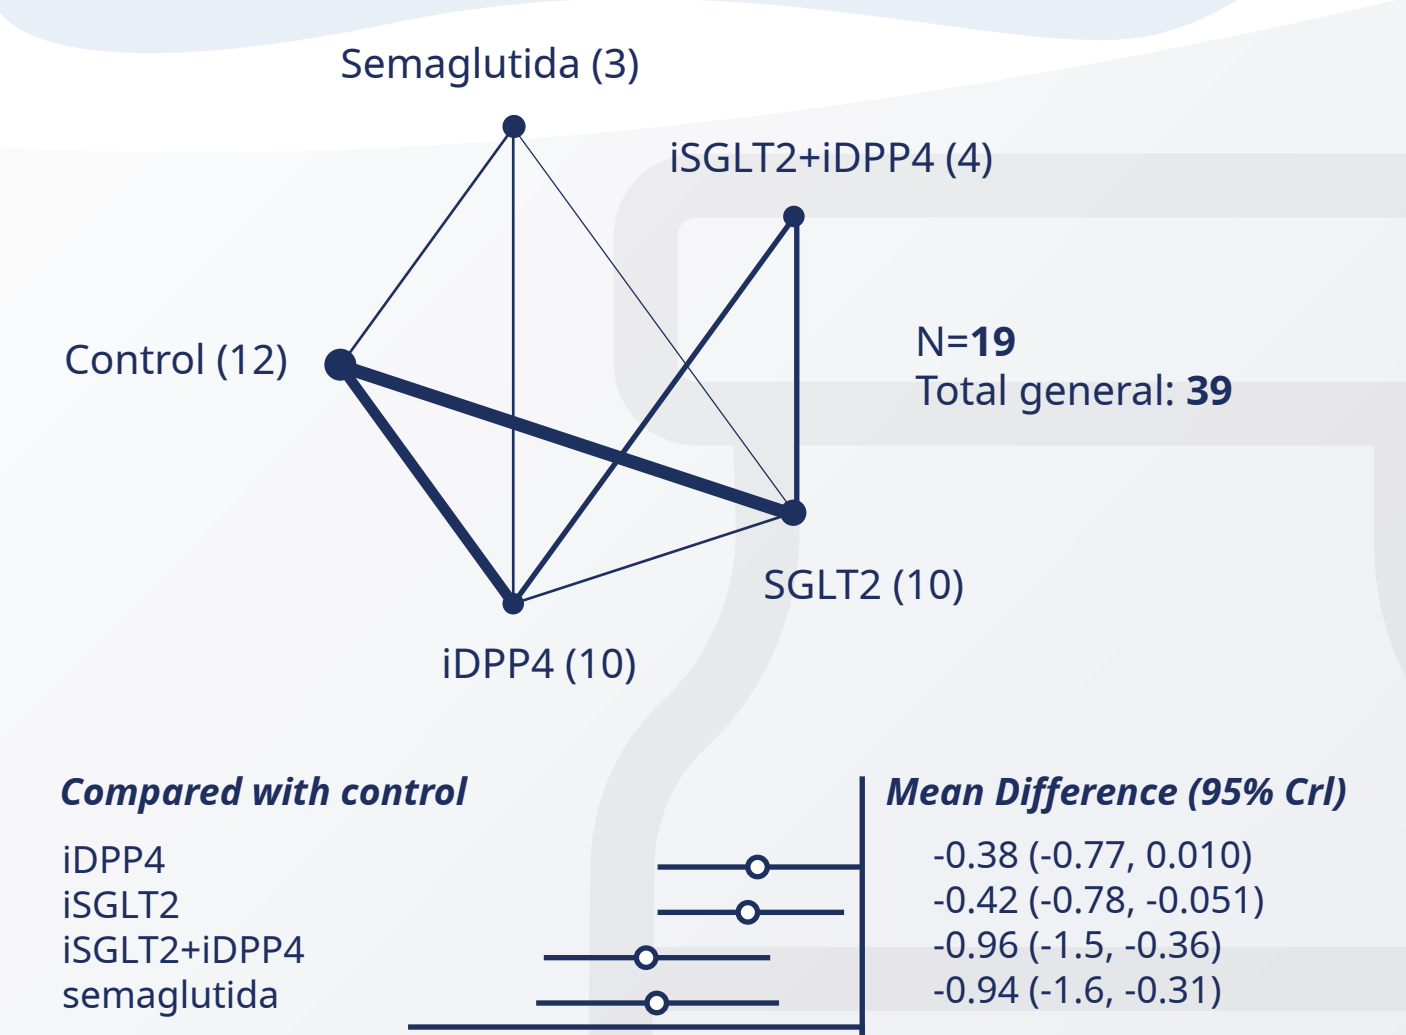 Semaglutida (3)
iSGLT2+iDPP4 (4)
Control (12)
N=19
Total general: 39
SGLT2 (10)
iDPP4 (10)
Compared with control
Mean Difference (95% Crl)
iDPP4
-0.38 (-0.77, 0.010)
iSGLT2
-0.42 (-0.78, -0.051)
iSGLT2+iDPP4
-0.96 (-1.5, -0.36)
semaglutida
-0.94 (-1.6, -0.31)